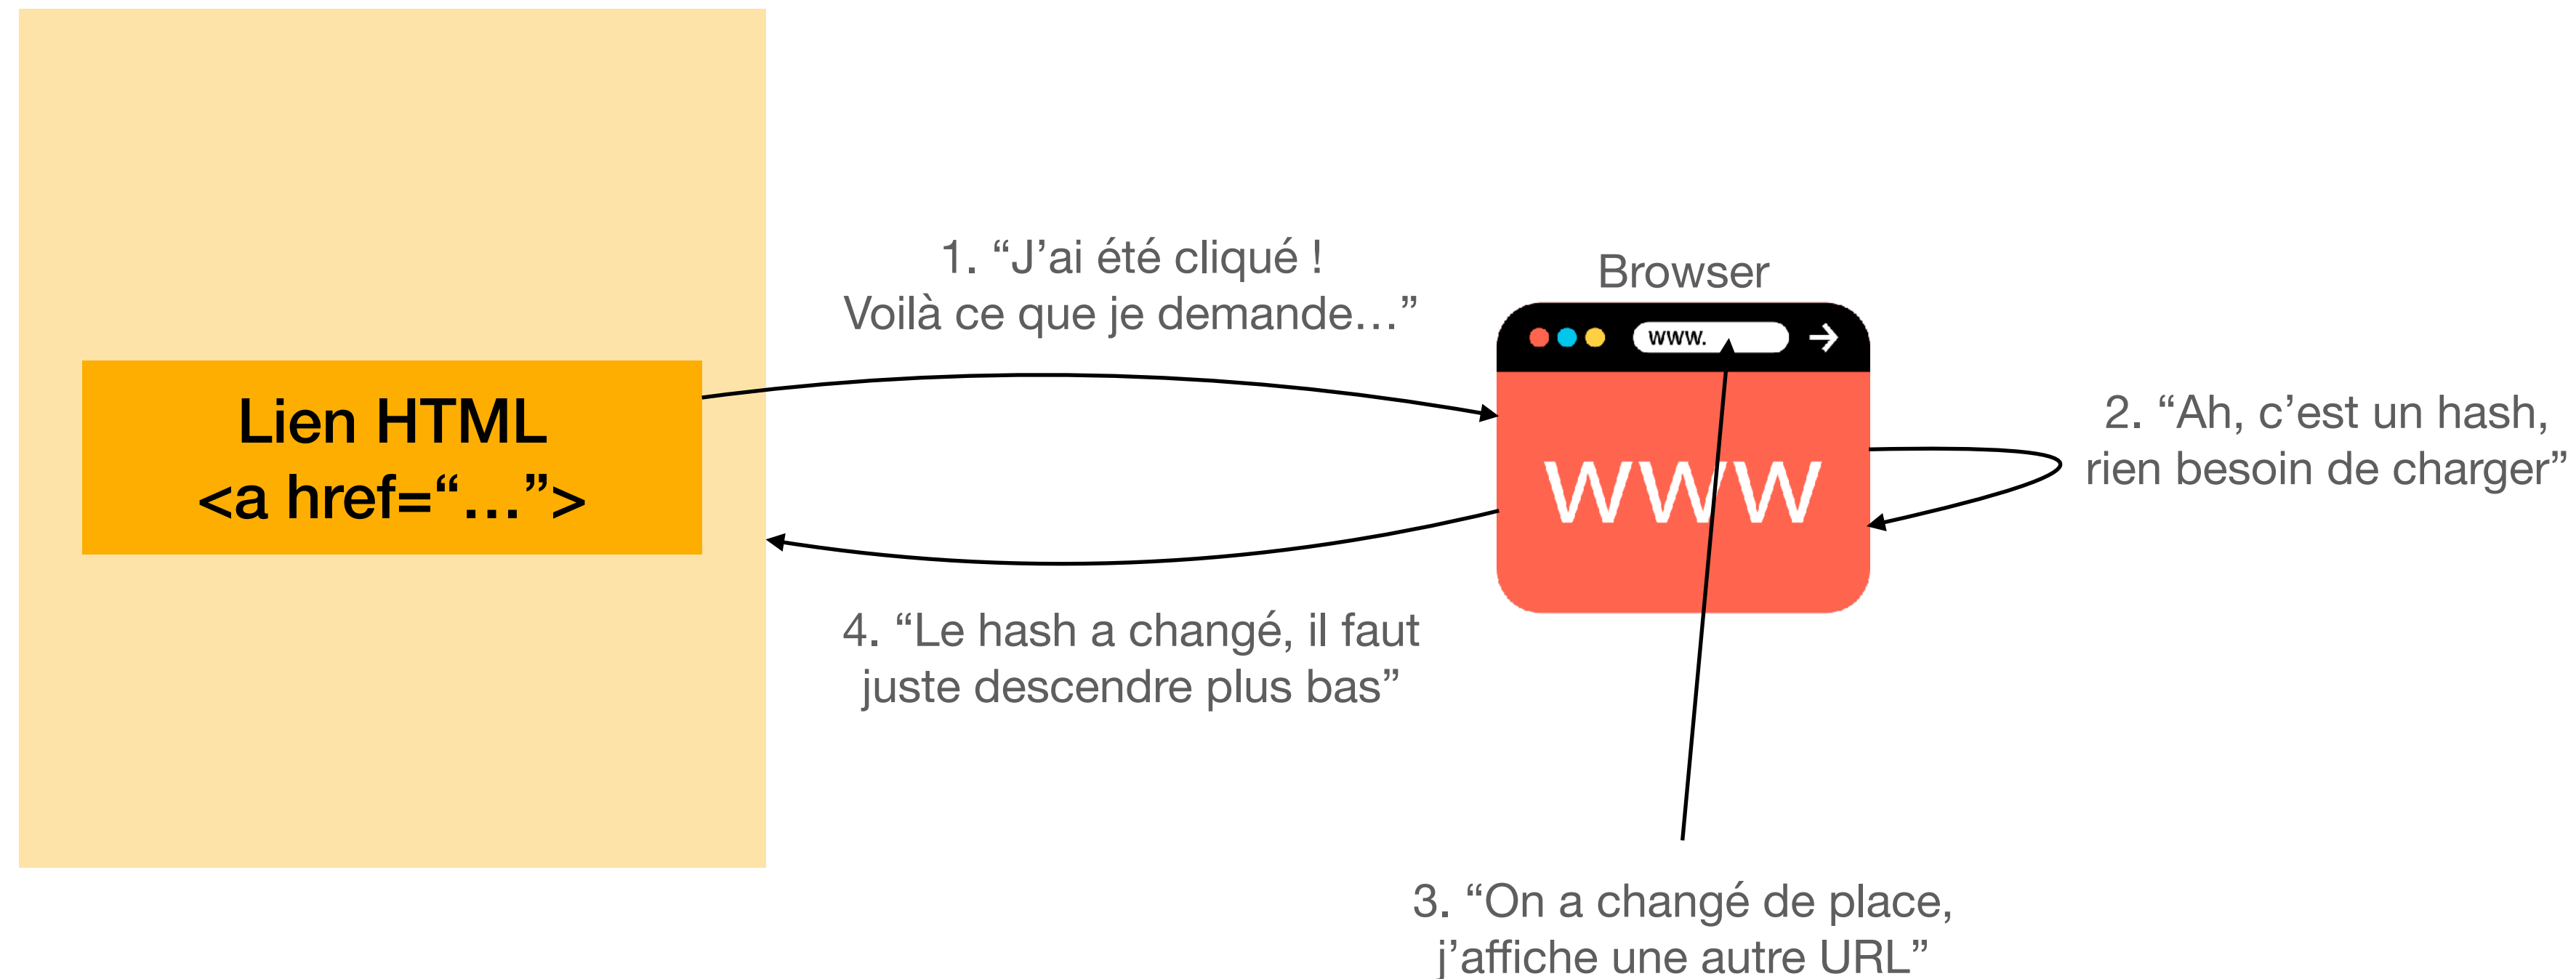 1. “J’ai été cliqué !
Voilà ce que je demande…”
Browser
www.
Lien HTML
<a href=“…”>
2. “Ah, c’est un hash,
rien besoin de charger”
www
4. “Le hash a changé, il faut
juste descendre plus bas”
3. “On a changé de place,
j’affiche une autre URL”